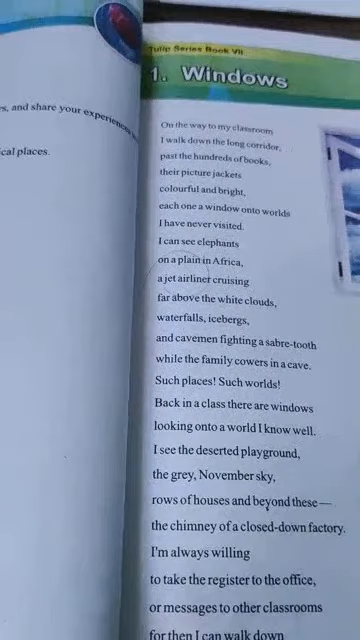 s, and share your experiences
cal places.
Tulip Series Book VII
1. Windows
On the way to my classroom
I walk down the long corridor,
past the hundreds of books,
their picture jackets
colourful and bright,
each one a window onto worlds
I have never visited.
I can see elephants
on a plain in Africa,
a jet airliner cruising
far above the white clouds,
waterfalls, icebergs,
and cavemen fighting a sabre-tooth
while the family cowers in a cave.
Such places! Such worlds!
Back in a class there are windows
looking onto a world I know well.
I see the deserted playground,
the grey, November sky,
rows of houses and beyond these—
the chimney of a closed-down factory.
I'm always willing
to take the register to the office,
or messages to other classrooms
for then I can walk down